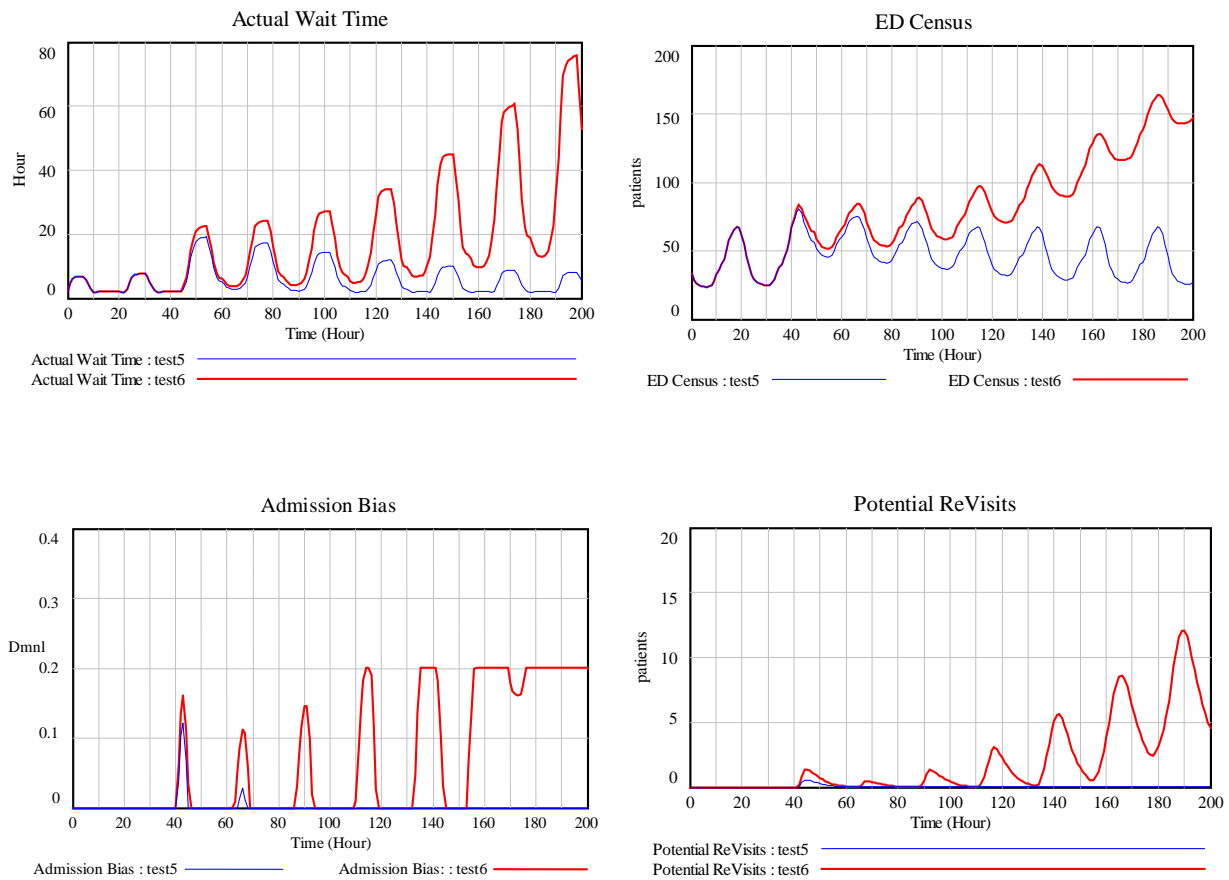 Actual Wait Time
80
60
40
20
0
Hour
0 20 40 60 80 100 120 140 160 180 200
Time (Hour)
Actual Wait Time : test5
Actual Wait Time : test6
ED Census
200
150
100
50
0
patients
0 20 40 60 80 100 120 140 160 180 200
Time (Hour)
ED Census : test5 ED Census : test6
Admission Bias
0.4
0.3
Dmnl
0.2
0.1
0
0 20 40 60 80 100 120 140 160 180 200
Time (Hour)
Admission Bias : test5 Admission Bias: : test6
Potential ReVisits
20
15
10
5
0
patients
0 20 40 60 80 100 120 140 160 180 200
Time (Hour)
Potential ReVisits : test5
Potential ReVisits : test6